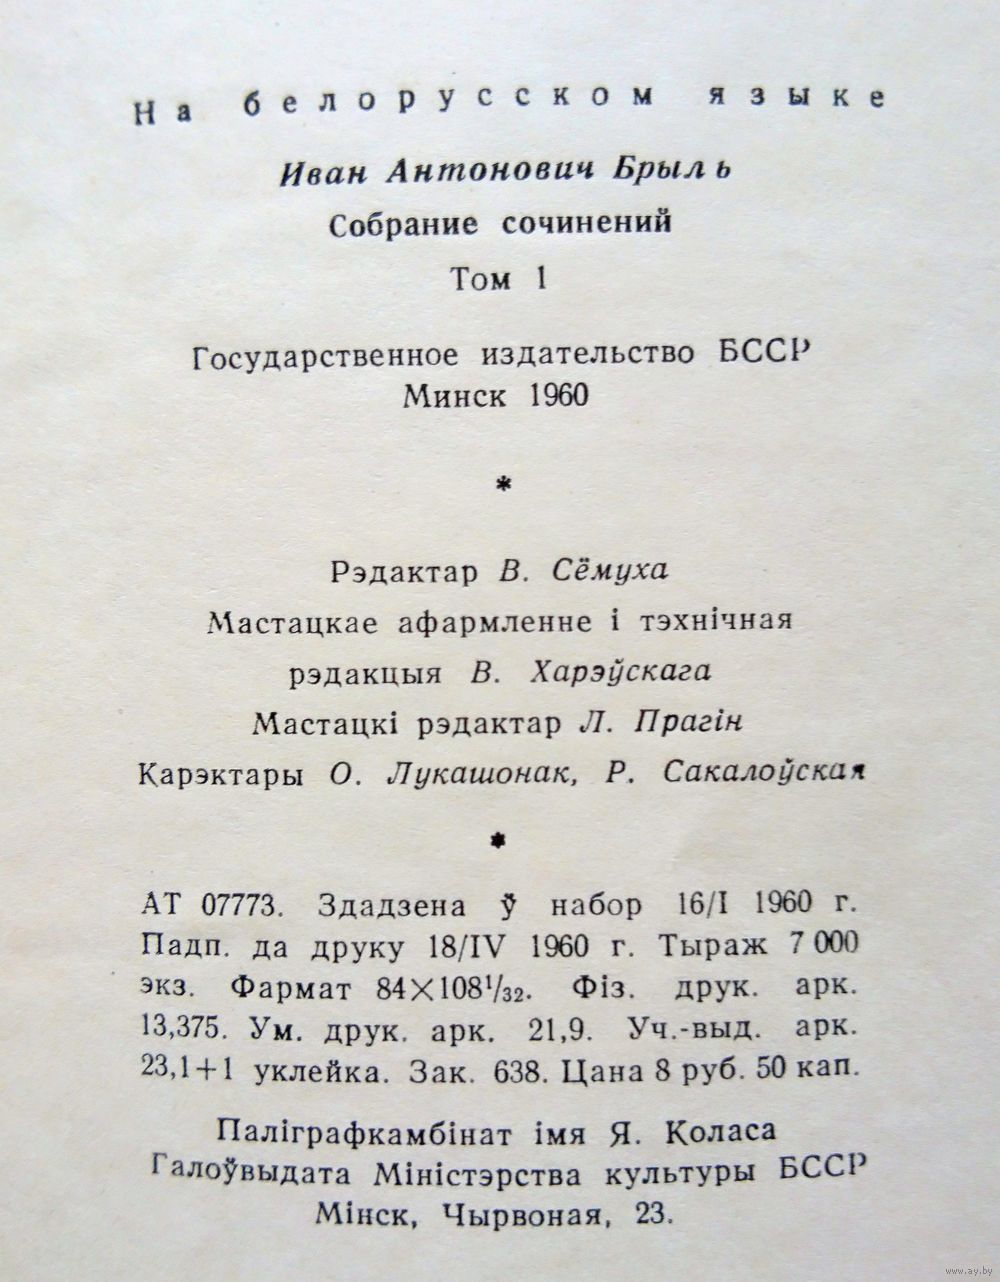 На белорусском языке
Иван Антонович Брыль
Собрание сочинений
Том 1
Государственное издательство БССР
Минск 1960
*
Рэдактар В. Сёмуха
Мастацкае афармленне і тэхнічная
рэдакцыя В. Харэўскага
Мастацкі рэдактар Л. Прагін
Карэктары О. Лукашонак, Р. Сакалоўская
*
АТ 07773. Здадзена ў набор 16/I 1960 г.
Падп. да друку 18/IV 1960 г. Тыраж 7 000
экз. Фармат 84×108¹/₃₂. Фіз. друк. арк.
13,375. Ум. друк. арк. 21,9. Уч.-выд. арк.
23,1+1 уклейка. Зак. 638. Цана 8 руб. 50 кап.
Паліграфкамбінат імя Я. Коласа
Галоўвыдата Міністэрства культуры БССР
Мінск, Чырвоная, 23.
www.ay.by